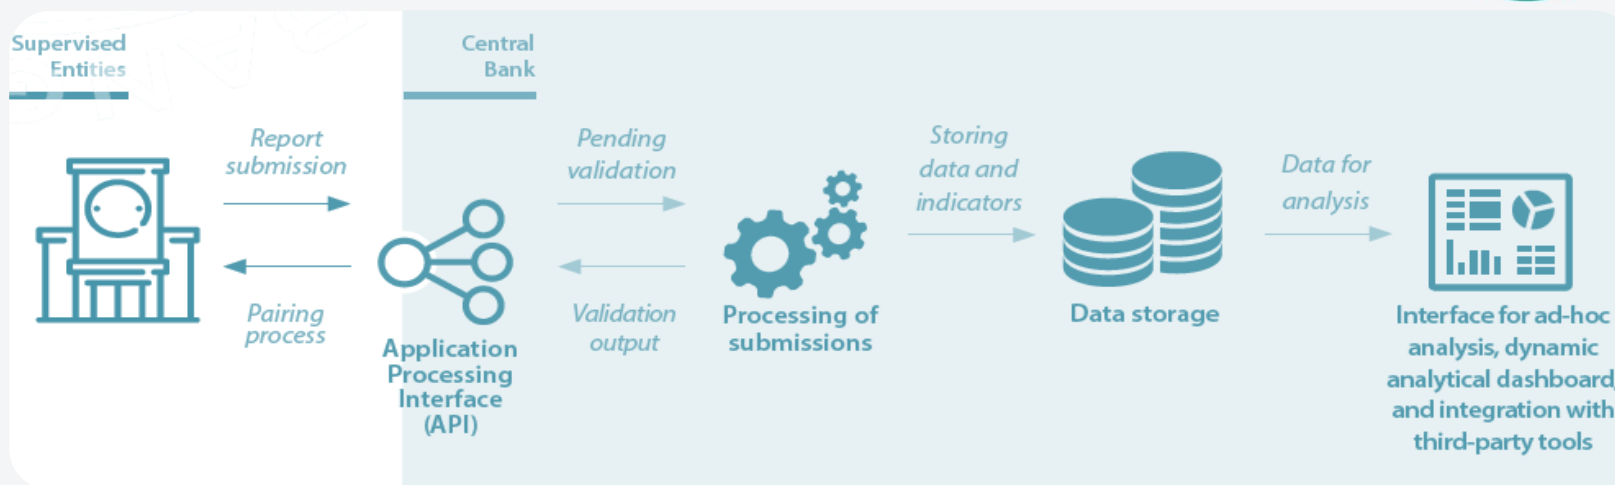 Supervised
Entities
Central
Bank
Report
submission
Pairing
process
Application
Processing
Interface
(API)
Pending
validation
Validation
output
Processing of
submissions
Storing
data and
indicators
Data storage
Data for
analysis
Interface for ad-hoc
analysis, dynamic
analytical dashboard,
and integration with
third-party tools